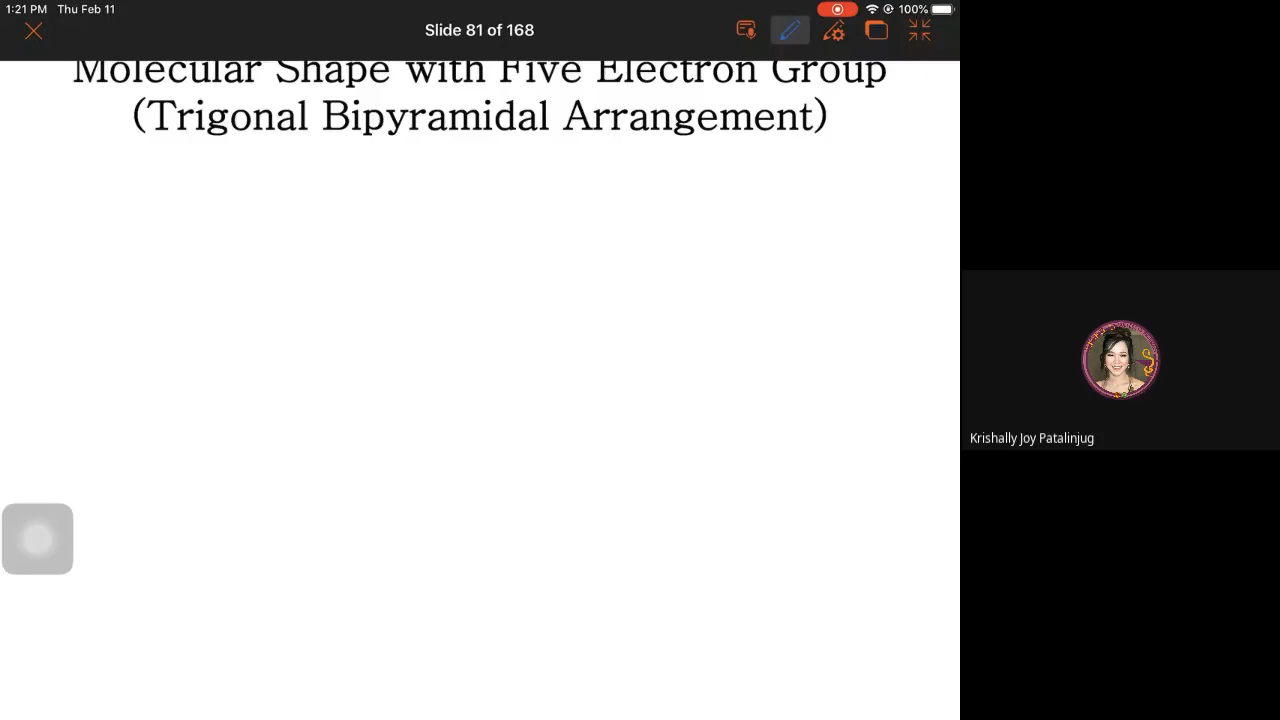 1:21 PM Thu Feb 11
100%
Slide 81 of 168
Molecular Shape with Five Electron Group
(Trigonal Bipyramidal Arrangement)
Krishally Joy Patalinjug